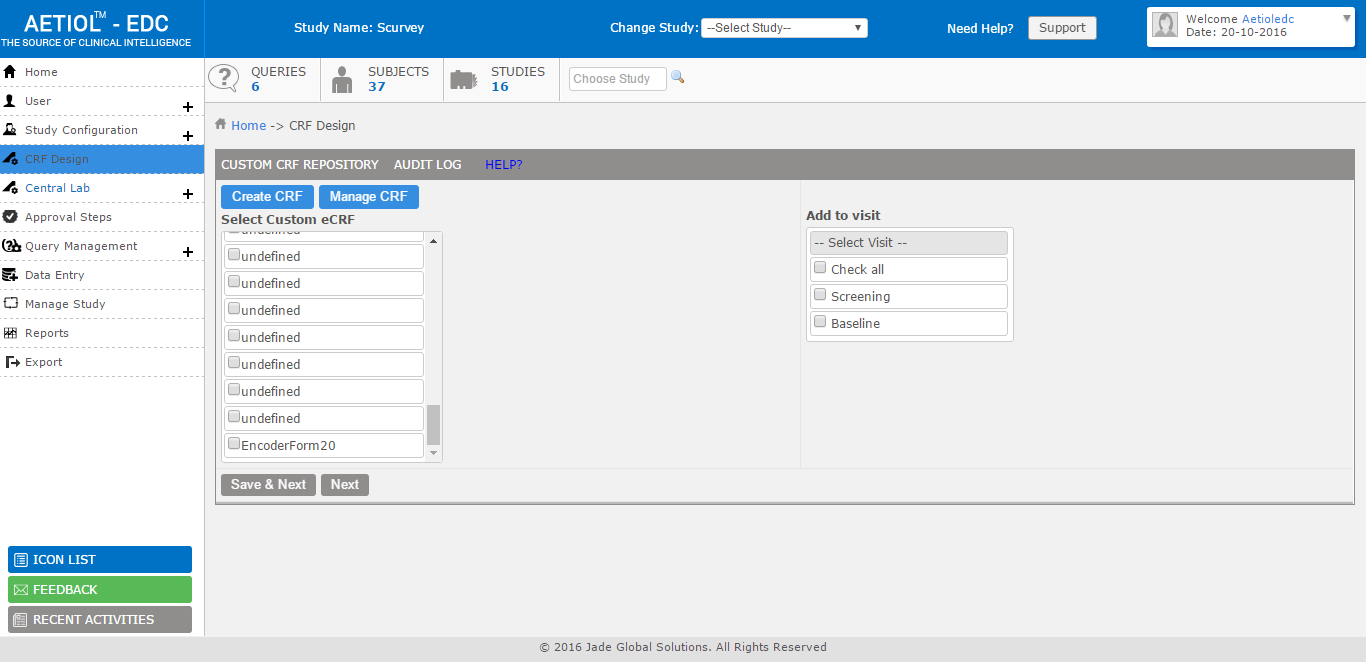 AETIOL™ - EDC
THE SOURCE OF CLINICAL INTELLIGENCE
Study Name: Scurvey
Change Study: --Select Study--
Need Help?
Support
Welcome Aetioledc
Date: 20-10-2016
Home
User
Study Configuration
CRF Design
Central Lab
Approval Steps
Query Management
Data Entry
Manage Study
Reports
Export
ICON LIST
FEEDBACK
RECENT ACTIVITIES
QUERIES
6
SUBJECTS
37
STUDIES
16
Choose Study
Home -> CRF Design
CUSTOM CRF REPOSITORY AUDIT LOG HELP?
Create CRF Manage CRF
Select Custom eCRF
undefined
undefined
undefined
undefined
undefined
undefined
undefined
undefined
EncoderForm20
Add to visit
-- Select Visit --
Check all
Screening
Baseline
Save & Next Next
© 2016 Jade Global Solutions. All Rights Reserved